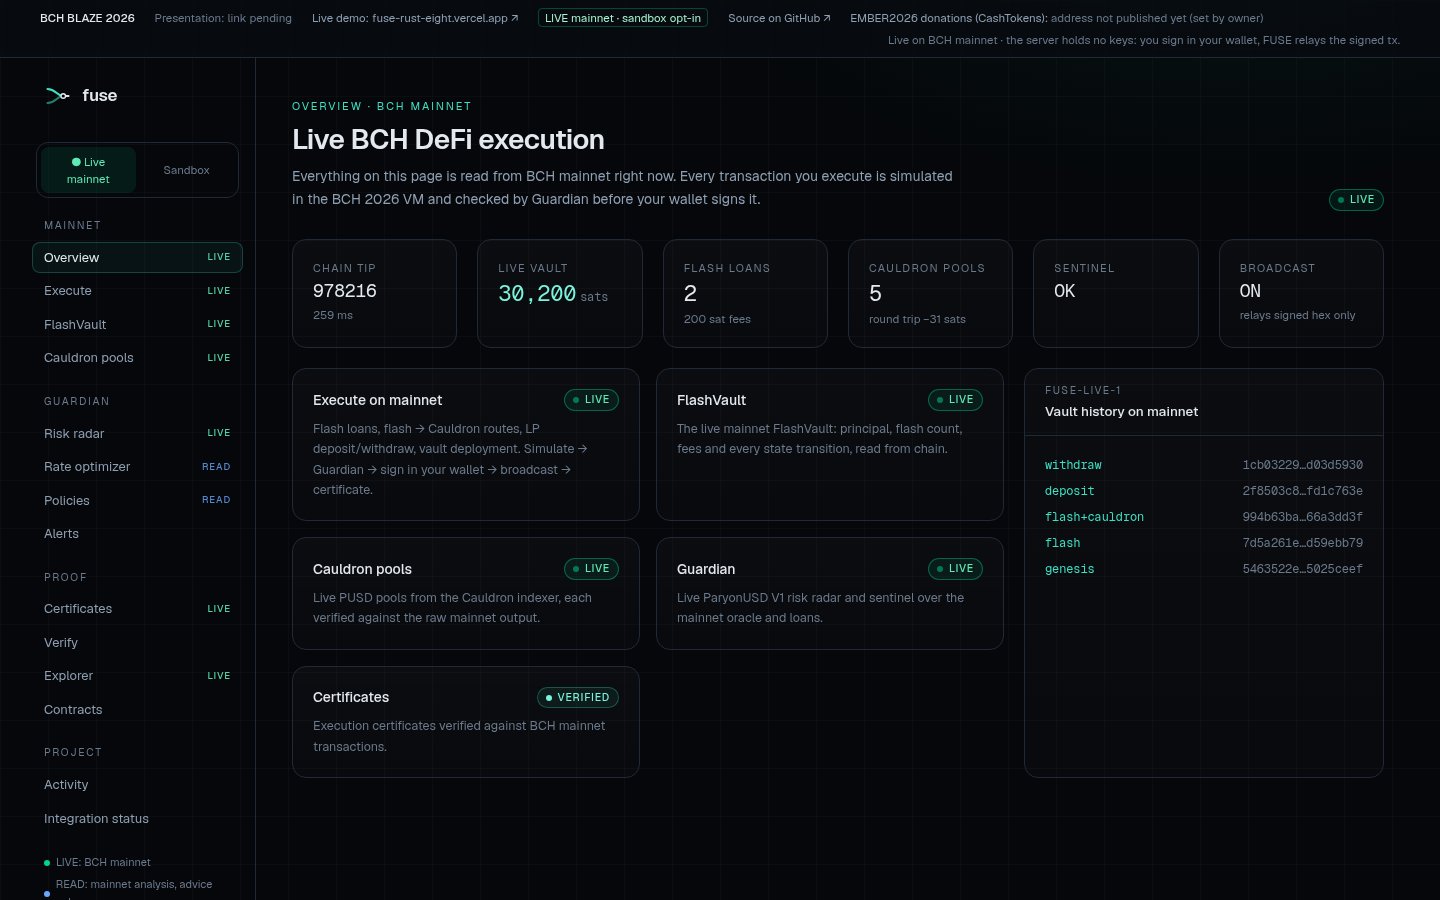 BCH BLAZE 2026 Presentation: link pending Live demo: fuse-rust-eight.vercel.app ↗ LIVE mainnet · sandbox opt-in Source on GitHub ↗ EMBER2026 donations (CashTokens): address not published yet (set by owner)
Live on BCH mainnet · the server holds no keys: you sign in your wallet, FUSE relays the signed tx.
fuse
Live mainnet
Sandbox
MAINNET
Overview LIVE
Execute LIVE
FlashVault LIVE
Cauldron pools LIVE
GUARDIAN
Risk radar LIVE
Rate optimizer READ
Policies READ
Alerts
PROOF
Certificates LIVE
Verify
Explorer LIVE
Contracts
PROJECT
Activity
Integration status
LIVE: BCH mainnet
READ: mainnet analysis, advice
OVERVIEW · BCH MAINNET
Live BCH DeFi execution
Everything on this page is read from BCH mainnet right now. Every transaction you execute is simulated
in the BCH 2026 VM and checked by Guardian before your wallet signs it.
LIVE
CHAIN TIP
978216
259 ms
LIVE VAULT
30,200 sats
FLASH LOANS
2
200 sat fees
CAULDRON POOLS
5
round trip −31 sats
SENTINEL
OK
BROADCAST
ON
relays signed hex only
Execute on mainnet LIVE
Flash loans, flash → Cauldron routes, LP
deposit/withdraw, vault deployment. Simulate →
Guardian → sign in your wallet → broadcast →
certificate.
FlashVault LIVE
The live mainnet FlashVault: principal, flash count,
fees and every state transition, read from chain.
Cauldron pools LIVE
Live PUSD pools from the Cauldron indexer, each
verified against the raw mainnet output.
Guardian LIVE
Live ParyonUSD V1 risk radar and sentinel over the
mainnet oracle and loans.
Certificates VERIFIED
Execution certificates verified against BCH mainnet
transactions.
FUSE-LIVE-1
Vault history on mainnet
withdraw 1cb03229…d03d5930
deposit 2f8503c8…fd1c763e
flash+cauldron 994b63ba…66a3dd3f
flash 7d5a261e…d59ebb79
genesis 5463522e…5025ceef